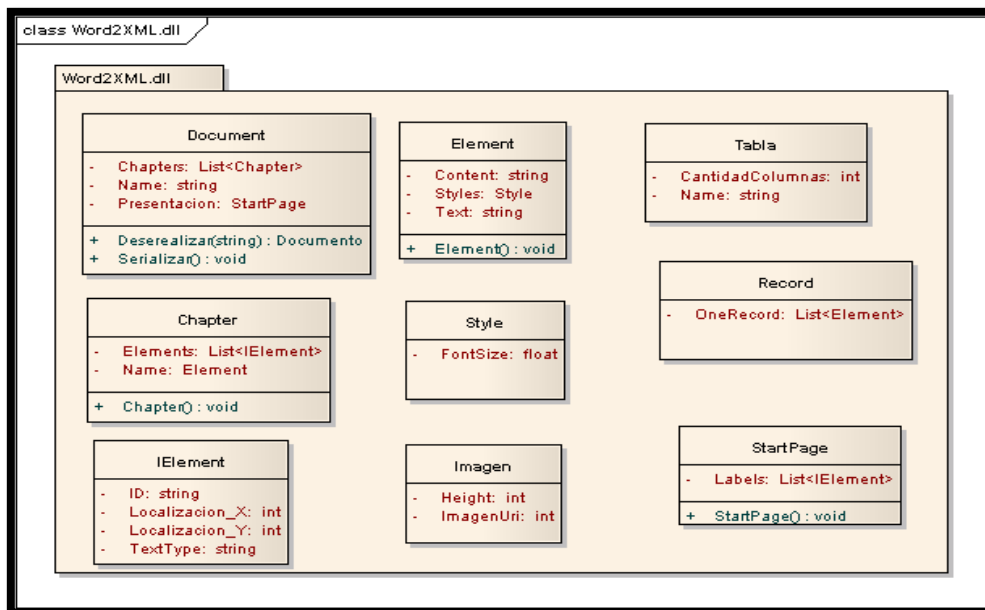 class Word2XML.dll
Word2XML.dll
Document
- Chapters: List<Chapter>
- Name: string
- Presentacion: StartPage
+ Deserealizar(string) : Documento
+ Serializar() : void
Element
- Content: string
- Styles: Style
- Text: string
+ Element() : void
Tabla
- CantidadColumnas: int
- Name: string
Chapter
- Elements: List<IElement>
- Name: Element
+ Chapter() : void
Style
- FontSize: float
Record
- OneRecord: List<Element>
IElement
- ID: string
- Localizacion_X: int
- Localizacion_Y: int
- TextType: string
Imagen
- Height: int
- ImagenUri: int
StartPage
- Labels: List<IElement>
+ StartPage() : void